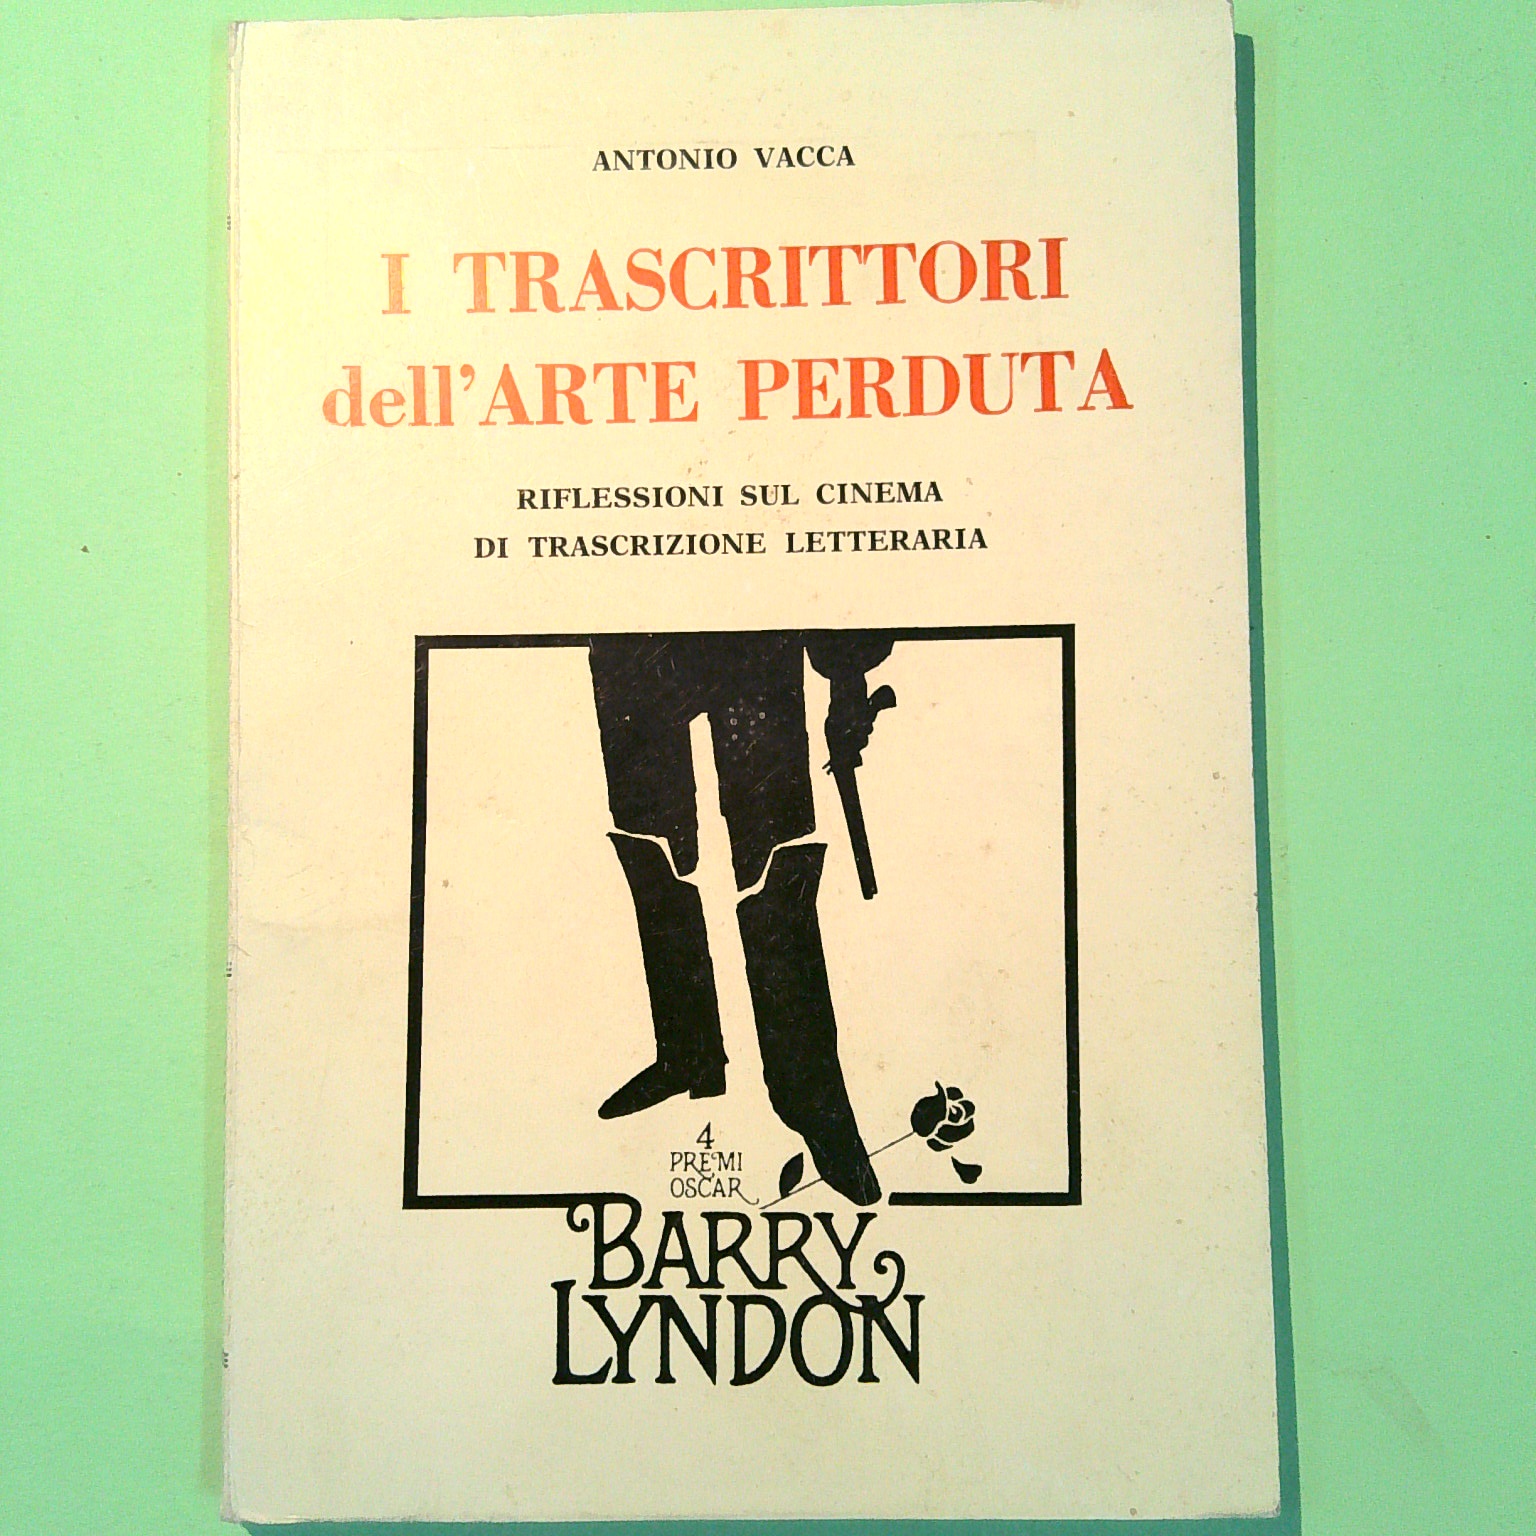 ANTONIO VACCA
I TRASCRITTORI
dell'ARTE PERDUTA
RIFLESSIONI SUL CINEMA
DI TRASCRIZIONE LETTERARIA
4
PREMI
OSCAR
BARRY
LYNDON